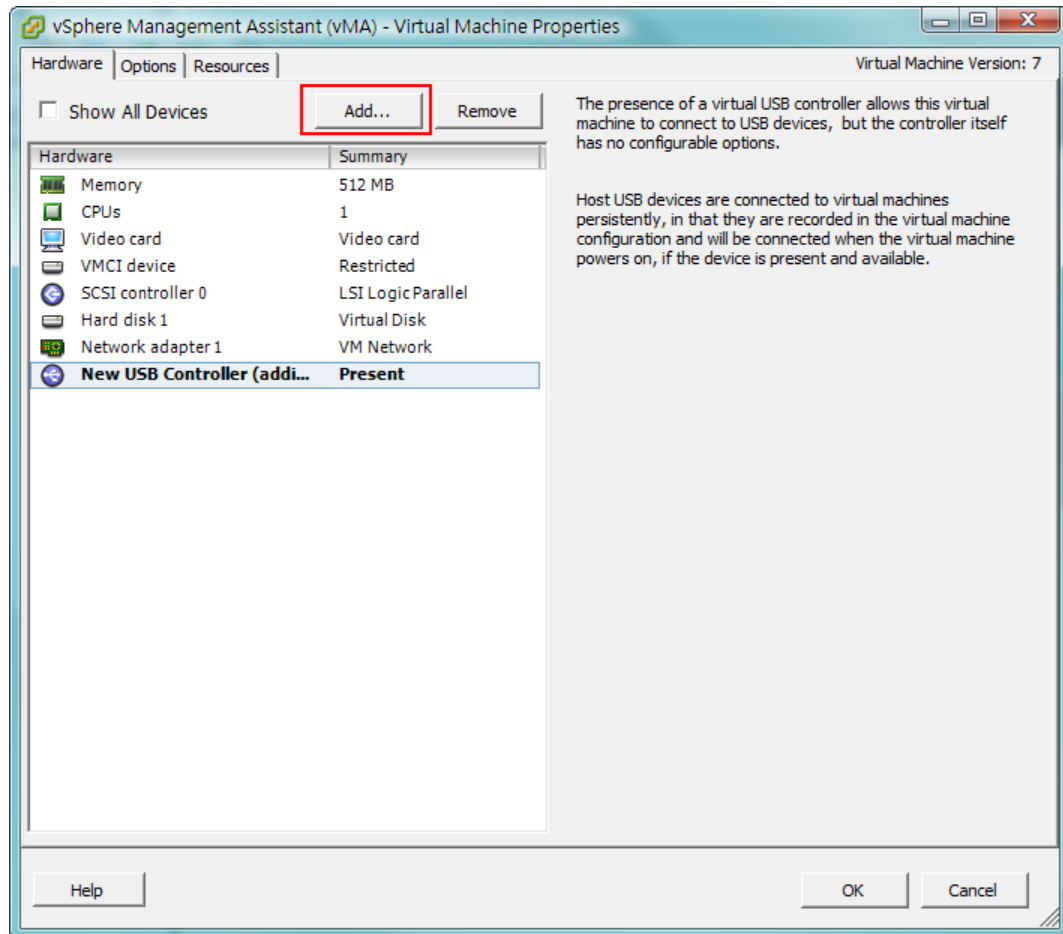 vSphere Management Assistant (vMA) - Virtual Machine Properties
Hardware Options Resources Virtual Machine Version: 7
Show All Devices Add... Remove
Hardware Summary
Memory 512 MB
CPUs 1
Video card Video card
VMCI device Restricted
SCSI controller 0 LSI Logic Parallel
Hard disk 1 Virtual Disk
Network adapter 1 VM Network
New USB Controller (addi... Present
The presence of a virtual USB controller allows this virtual
machine to connect to USB devices, but the controller itself
has no configurable options.
Host USB devices are connected to virtual machines
persistently, in that they are recorded in the virtual machine
configuration and will be connected when the virtual machine
powers on, if the device is present and available.
Help OK Cancel